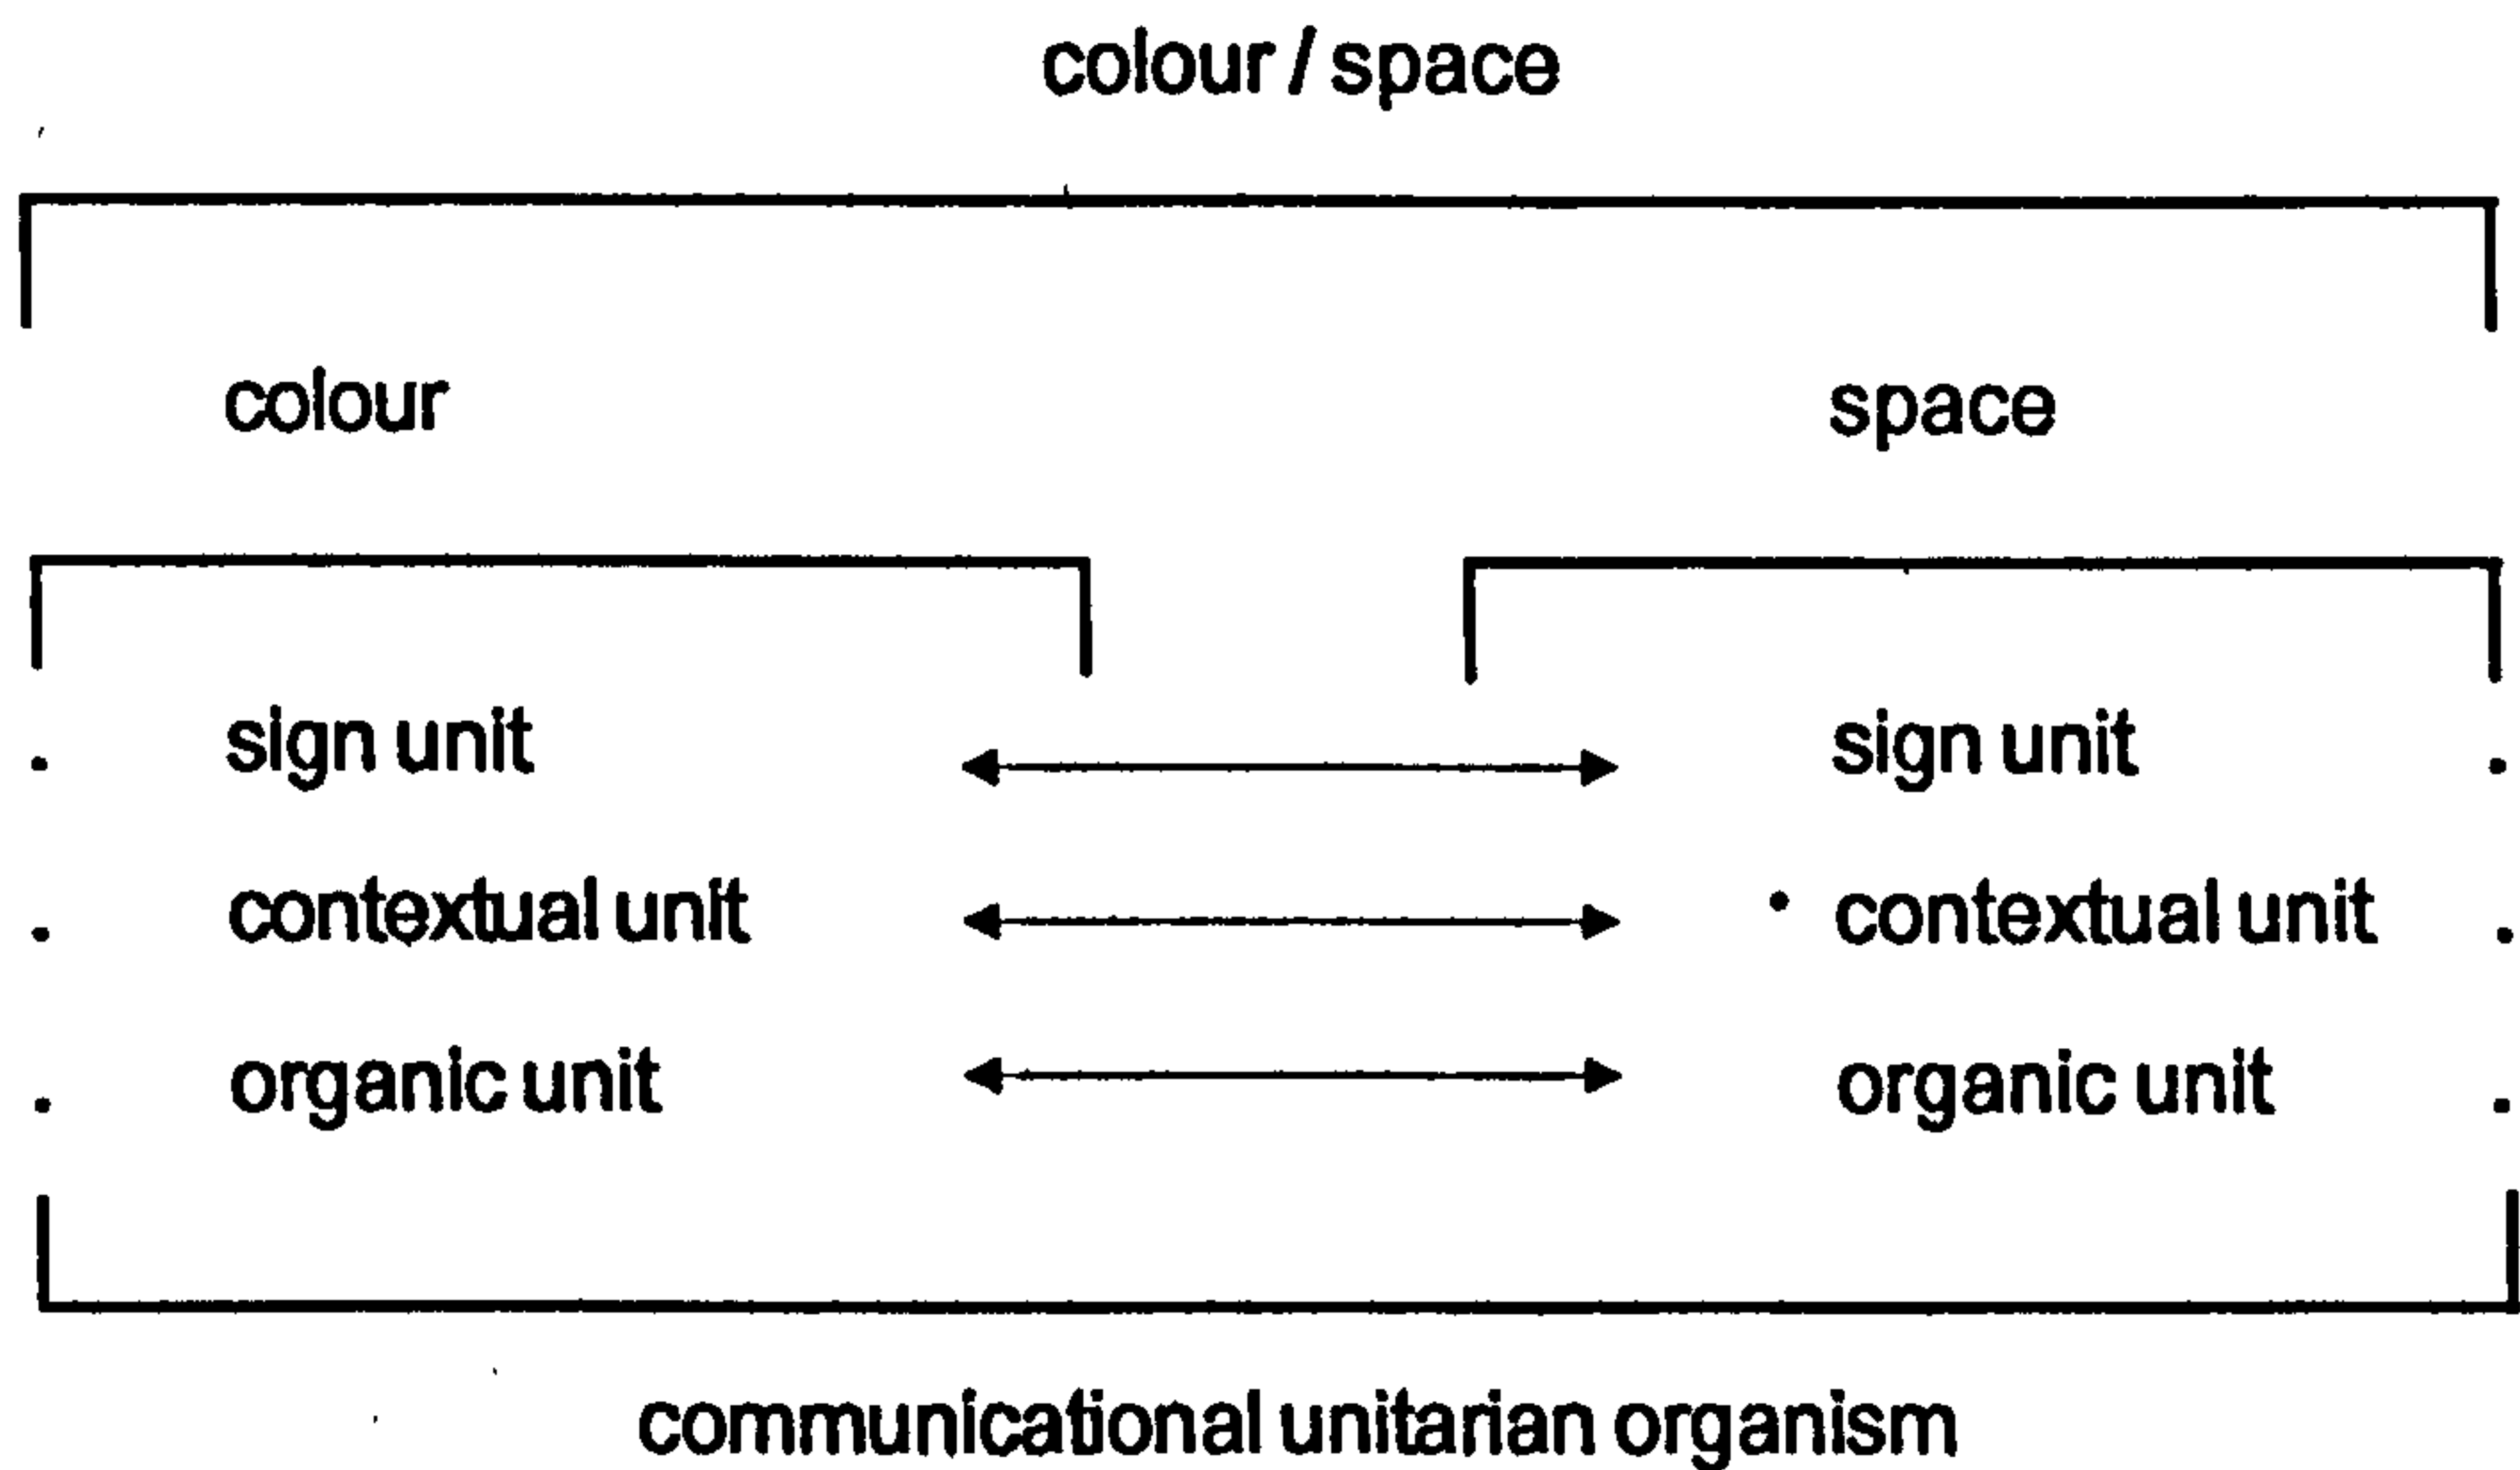 colour / space
colour space
sign unit sign unit
contextual unit contextual unit
organic unit organic unit
communicational unitarian organism